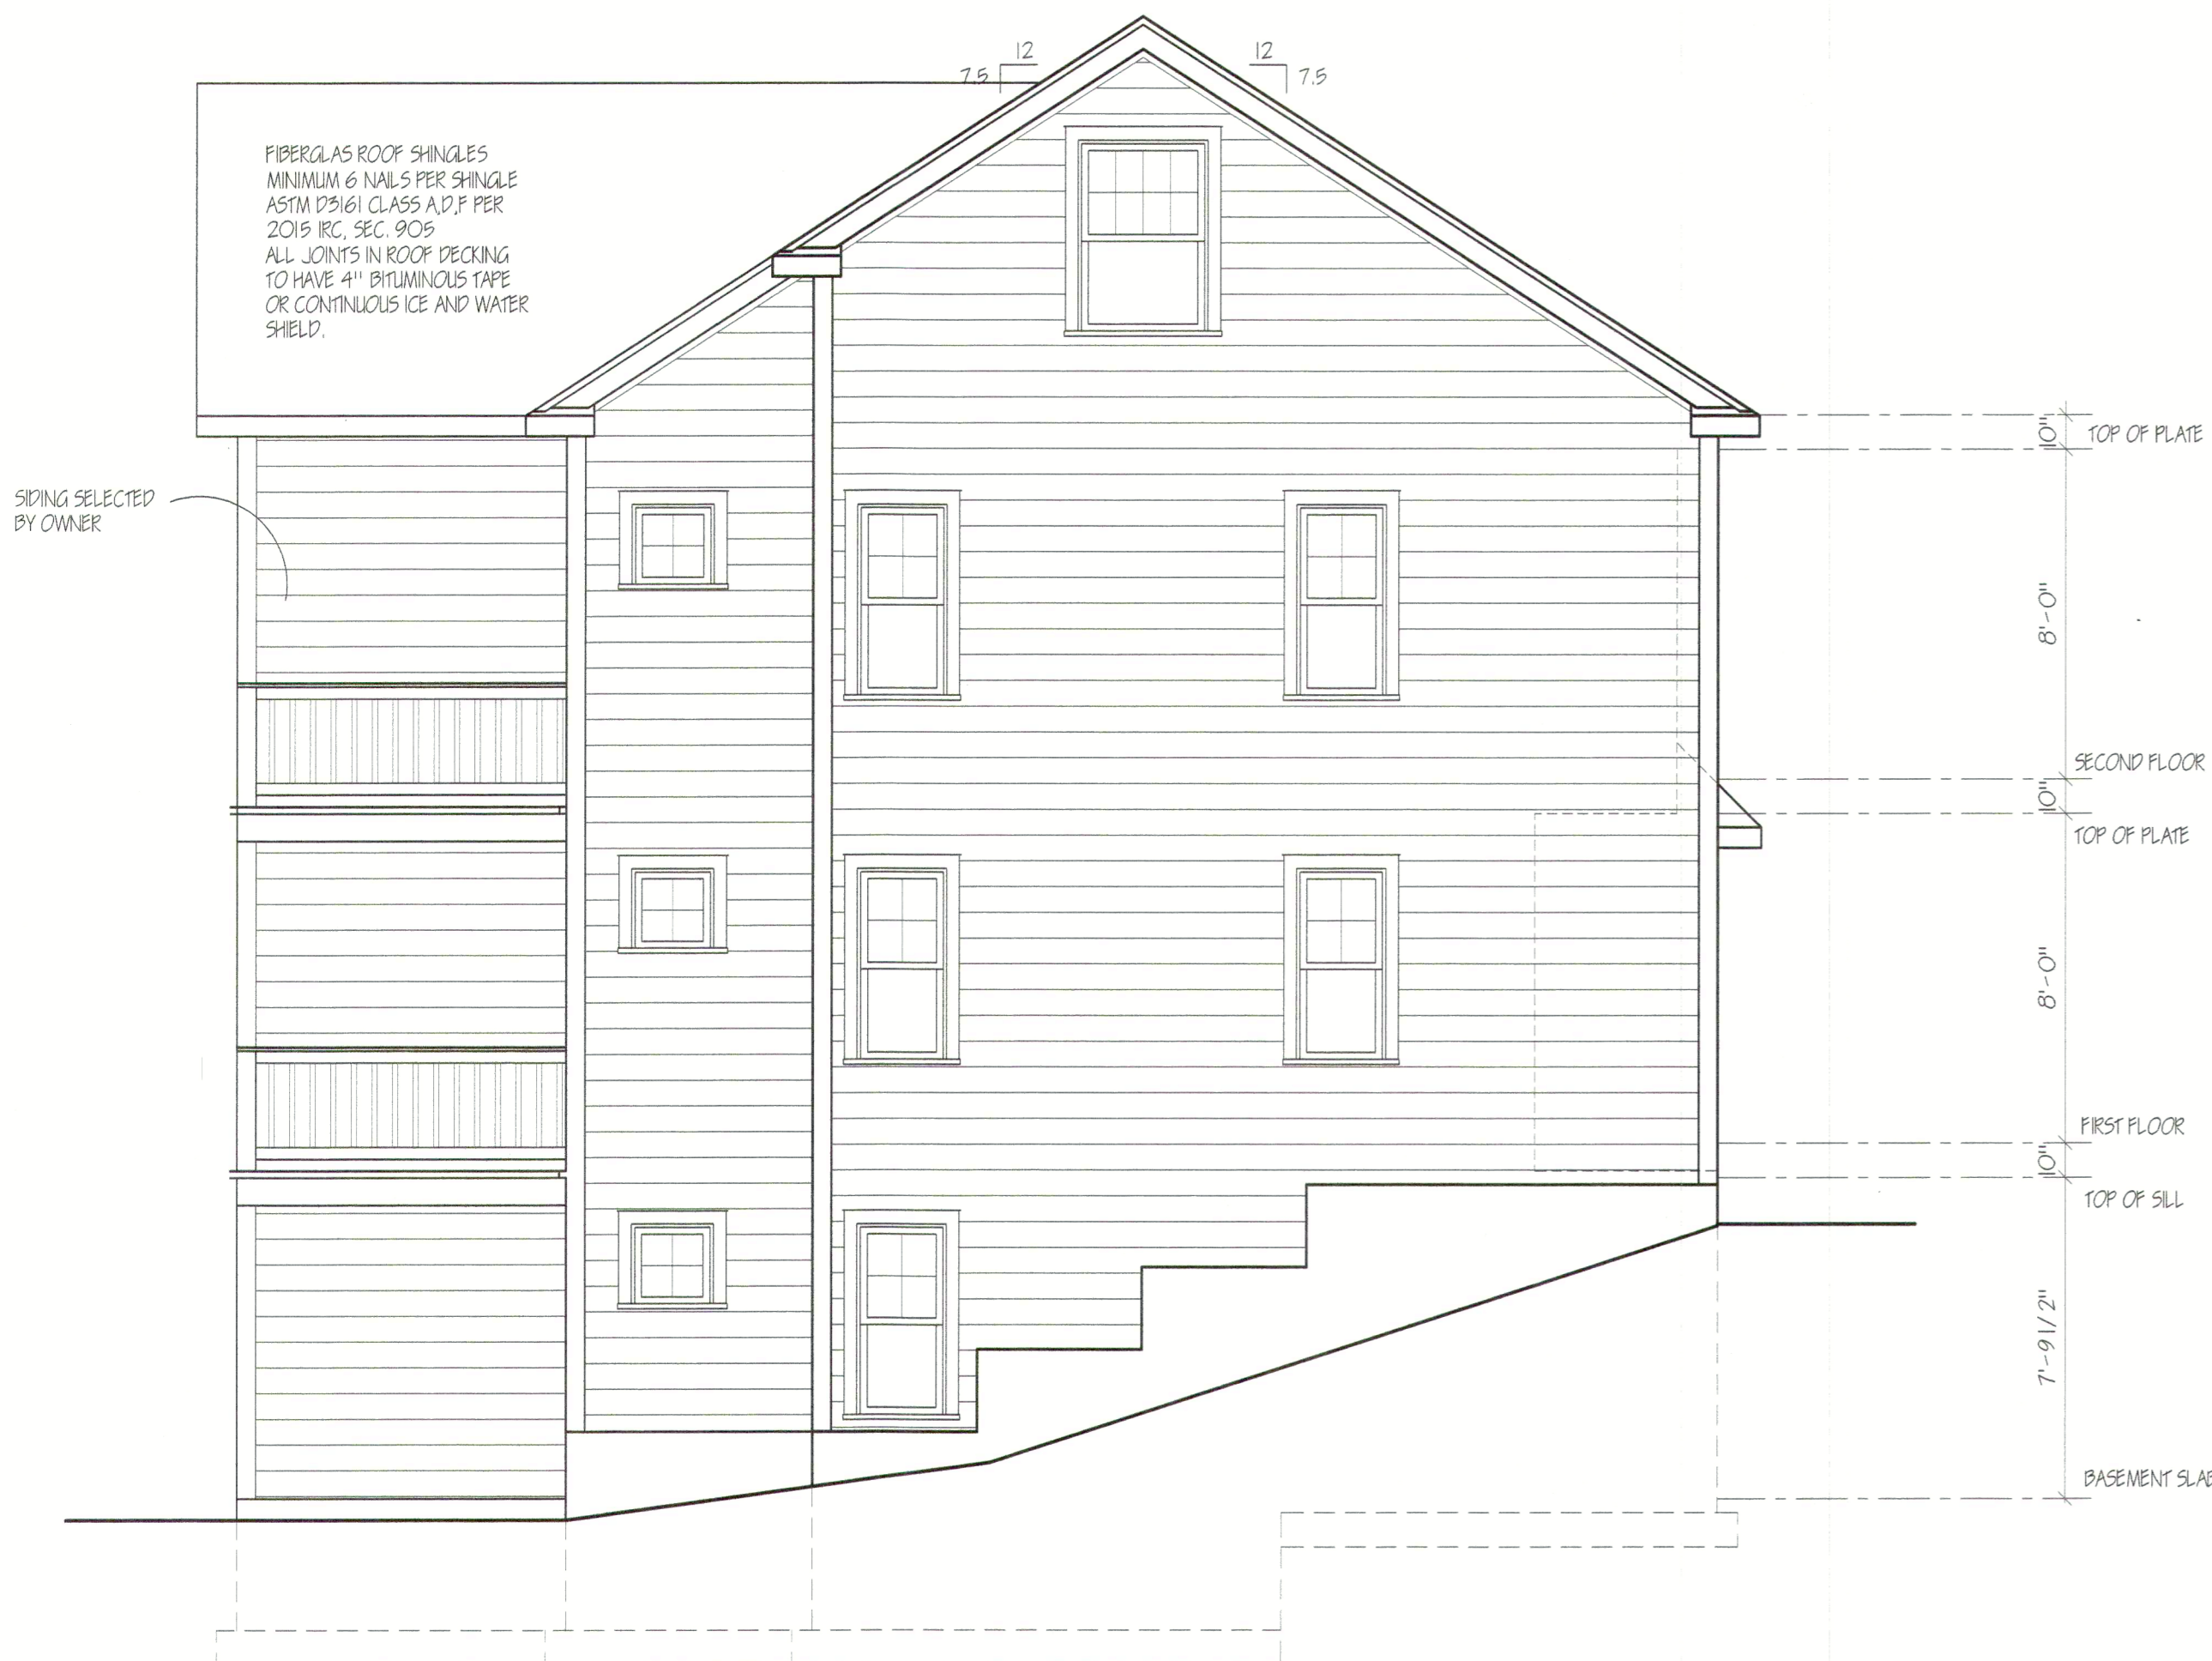 12
7.5
12
7.5
FIBERGLAS ROOF SHINGLES
MINIMUM 6 NAILS PER SHINGLE
ASTM D3161 CLASS A,D,F PER
2015 IRC, SEC. 905
ALL JOINTS IN ROOF DECKING
TO HAVE 4" BITUMINOUS TAPE
OR CONTINUOUS ICE AND WATER
SHIELD.
SIDING SELECTED
BY OWNER
10"
TOP OF PLATE
8'-0"
SECOND FLOOR
10"
TOP OF PLATE
8'-0"
FIRST FLOOR
10"
TOP OF SILL
7'-9 1/2"
BASEMENT SLAB